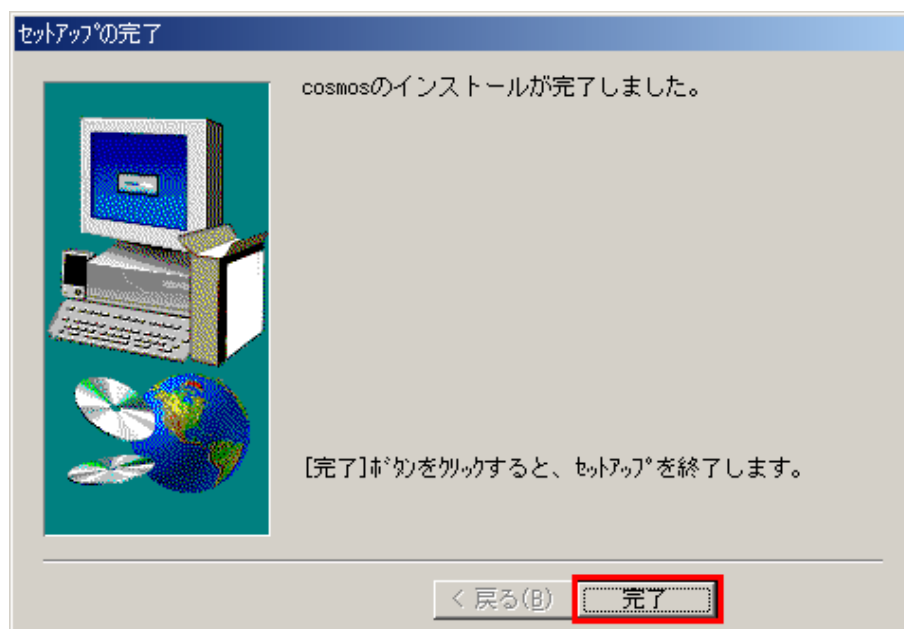 ｾｯﾄｱｯﾌﾟの完了
cosmosのインストールが完了しました。
[完了]ﾎﾞﾀﾝをｸﾘｯｸすると、ｾｯﾄｱｯﾌﾟを終了します。
< 戻る(B)
完了